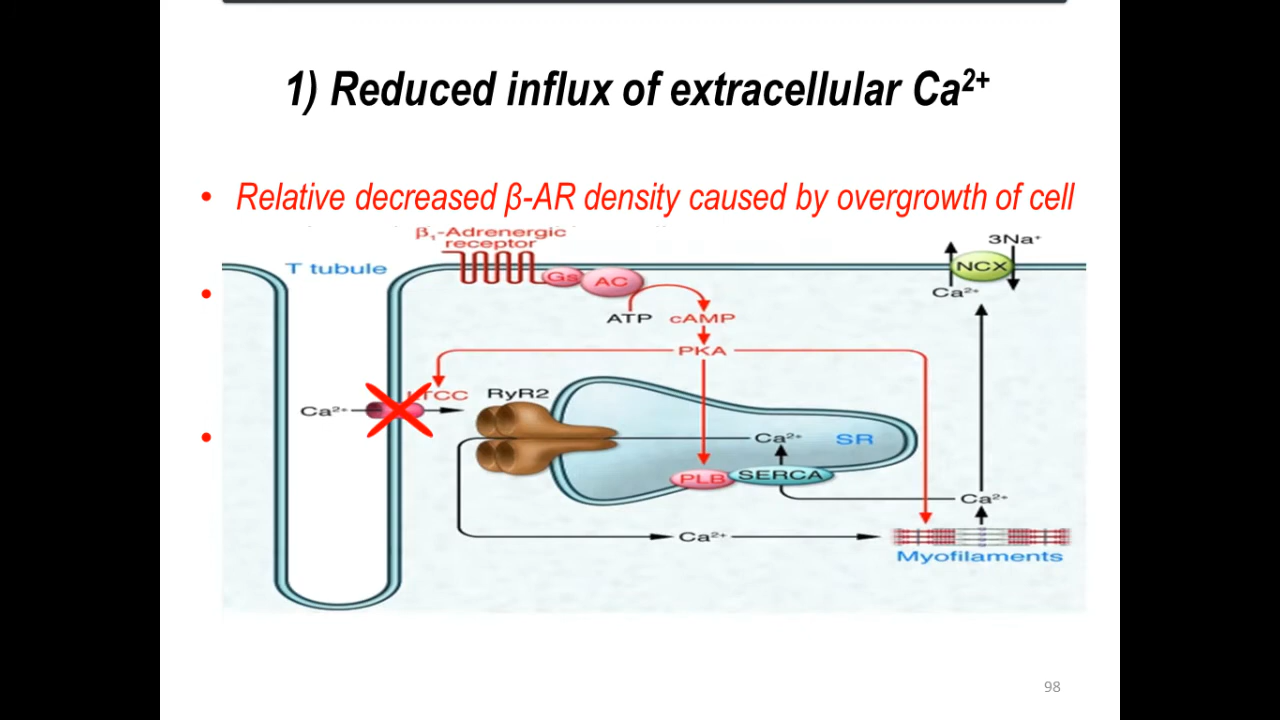 1) Reduced influx of extracellular Ca2+
• Relative decreased β-AR density caused by overgrowth of cell
β1-Adrenergic
receptor
T tubule
Gs
AC
3Na+
NCX
Ca2+
ATP
cAMP
PKA
LTCC
RyR2
Ca2+
Ca2+
SR
PLB
SERCA
Ca2+
Ca2+
Myofilaments
98